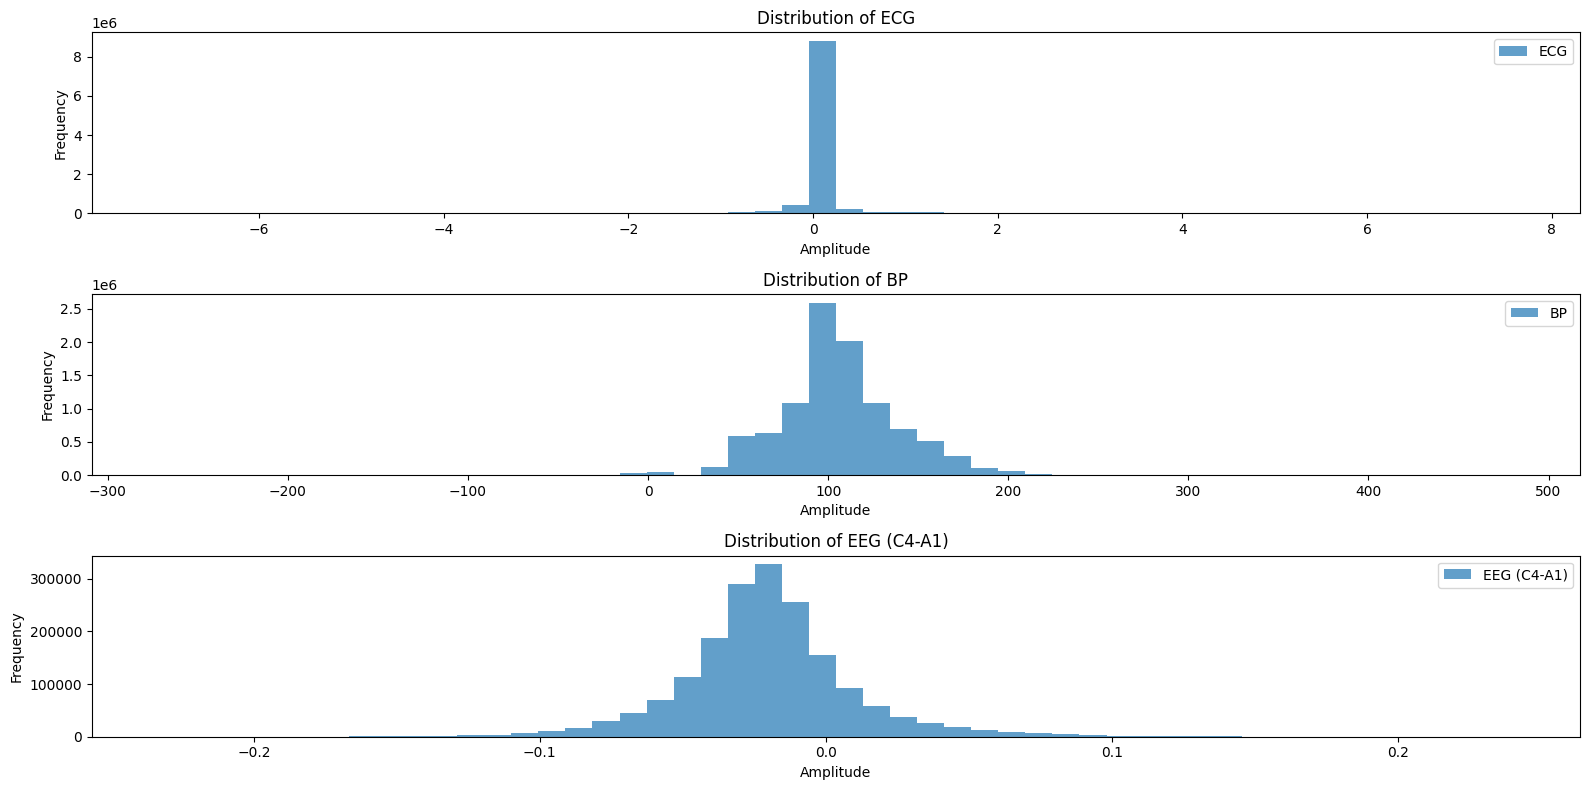 Distribution of ECG
1e6
ECG
8
6
4
2
0
Frequency
−6 −4 −2 0 2 4 6 8
Amplitude
Distribution of BP
1e6
BP
2.5
2.0
1.5
1.0
0.5
0.0
Frequency
−300 −200 −100 0 100 200 300 400 500
Amplitude
Distribution of EEG (C4-A1)
EEG (C4-A1)
300000
200000
100000
0
Frequency
−0.2 −0.1 0.0 0.1 0.2
Amplitude